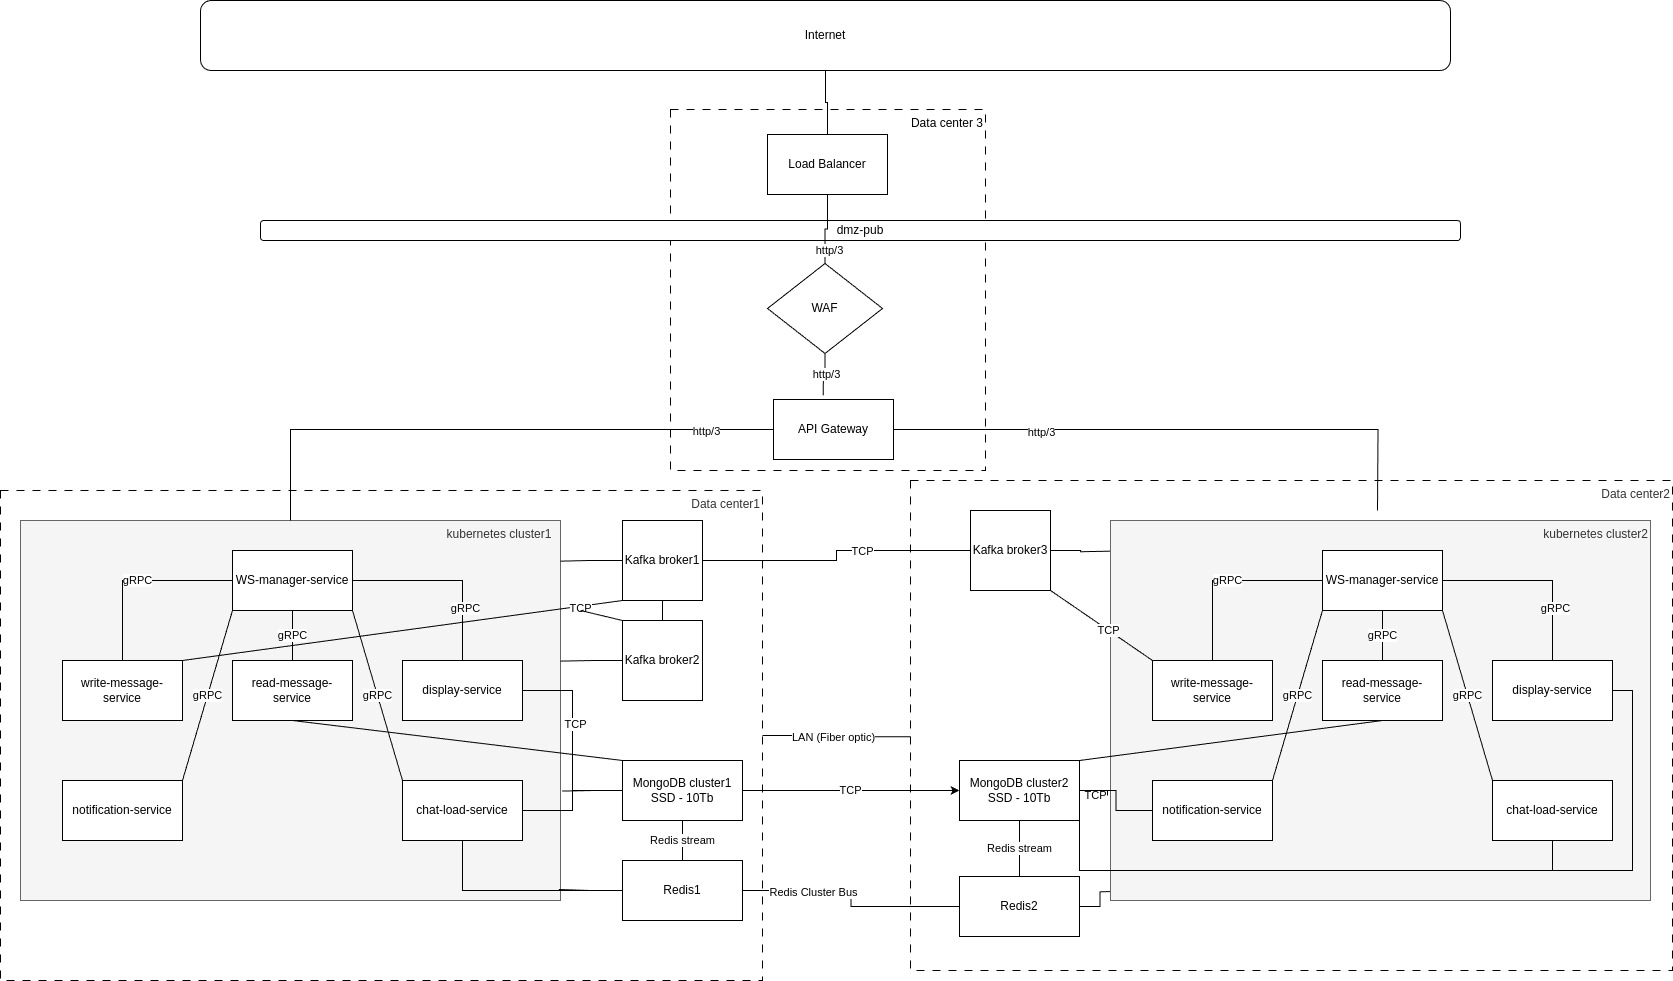 Internet
Data center 3
Load Balancer
dmz-pub
http/3
WAF
http/3
API Gateway
http/3
http/3
Data center1
kubernetes cluster1
WS-manager-service
gRPC
gRPC
gRPC
write-message-
service
read-message-
service
display-service
gRPC
gRPC
notification-service
chat-load-service
Kafka broker1
TCP
Kafka broker2
TCP
MongoDB cluster1
SSD - 10Tb
Redis stream
Redis1
TCP
LAN (Fiber optic)
TCP
Redis Cluster Bus
Data center2
Kafka broker3
TCP
kubernetes cluster2
WS-manager-service
gRPC
gRPC
gRPC
write-message-
service
read-message-
service
display-service
gRPC
gRPC
notification-service
chat-load-service
MongoDB cluster2
SSD - 10Tb
TCP
Redis stream
Redis2